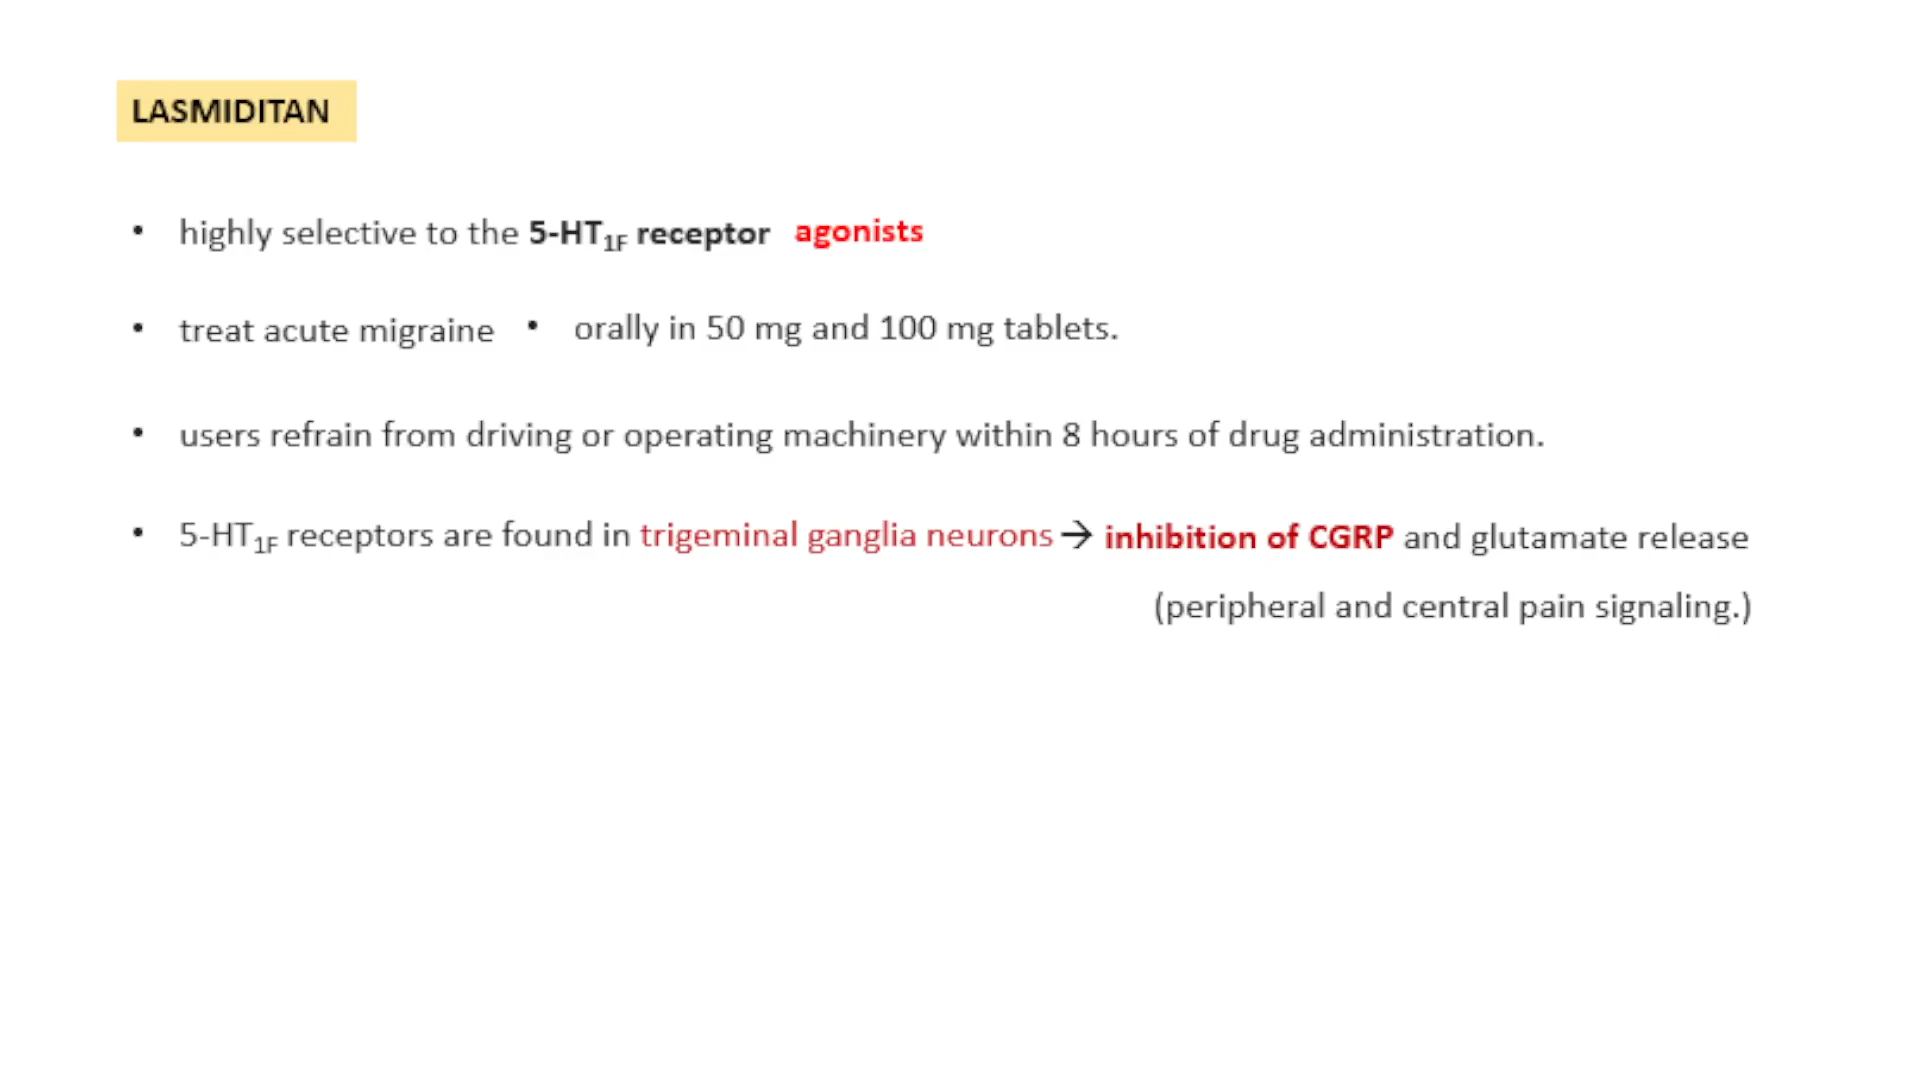 LASMIDITAN
• highly selective to the 5-HT1F receptor agonists
• treat acute migraine • orally in 50 mg and 100 mg tablets.
• users refrain from driving or operating machinery within 8 hours of drug administration.
• 5-HT1F receptors are found in trigeminal ganglia neurons → inhibition of CGRP and glutamate release
(peripheral and central pain signaling.)